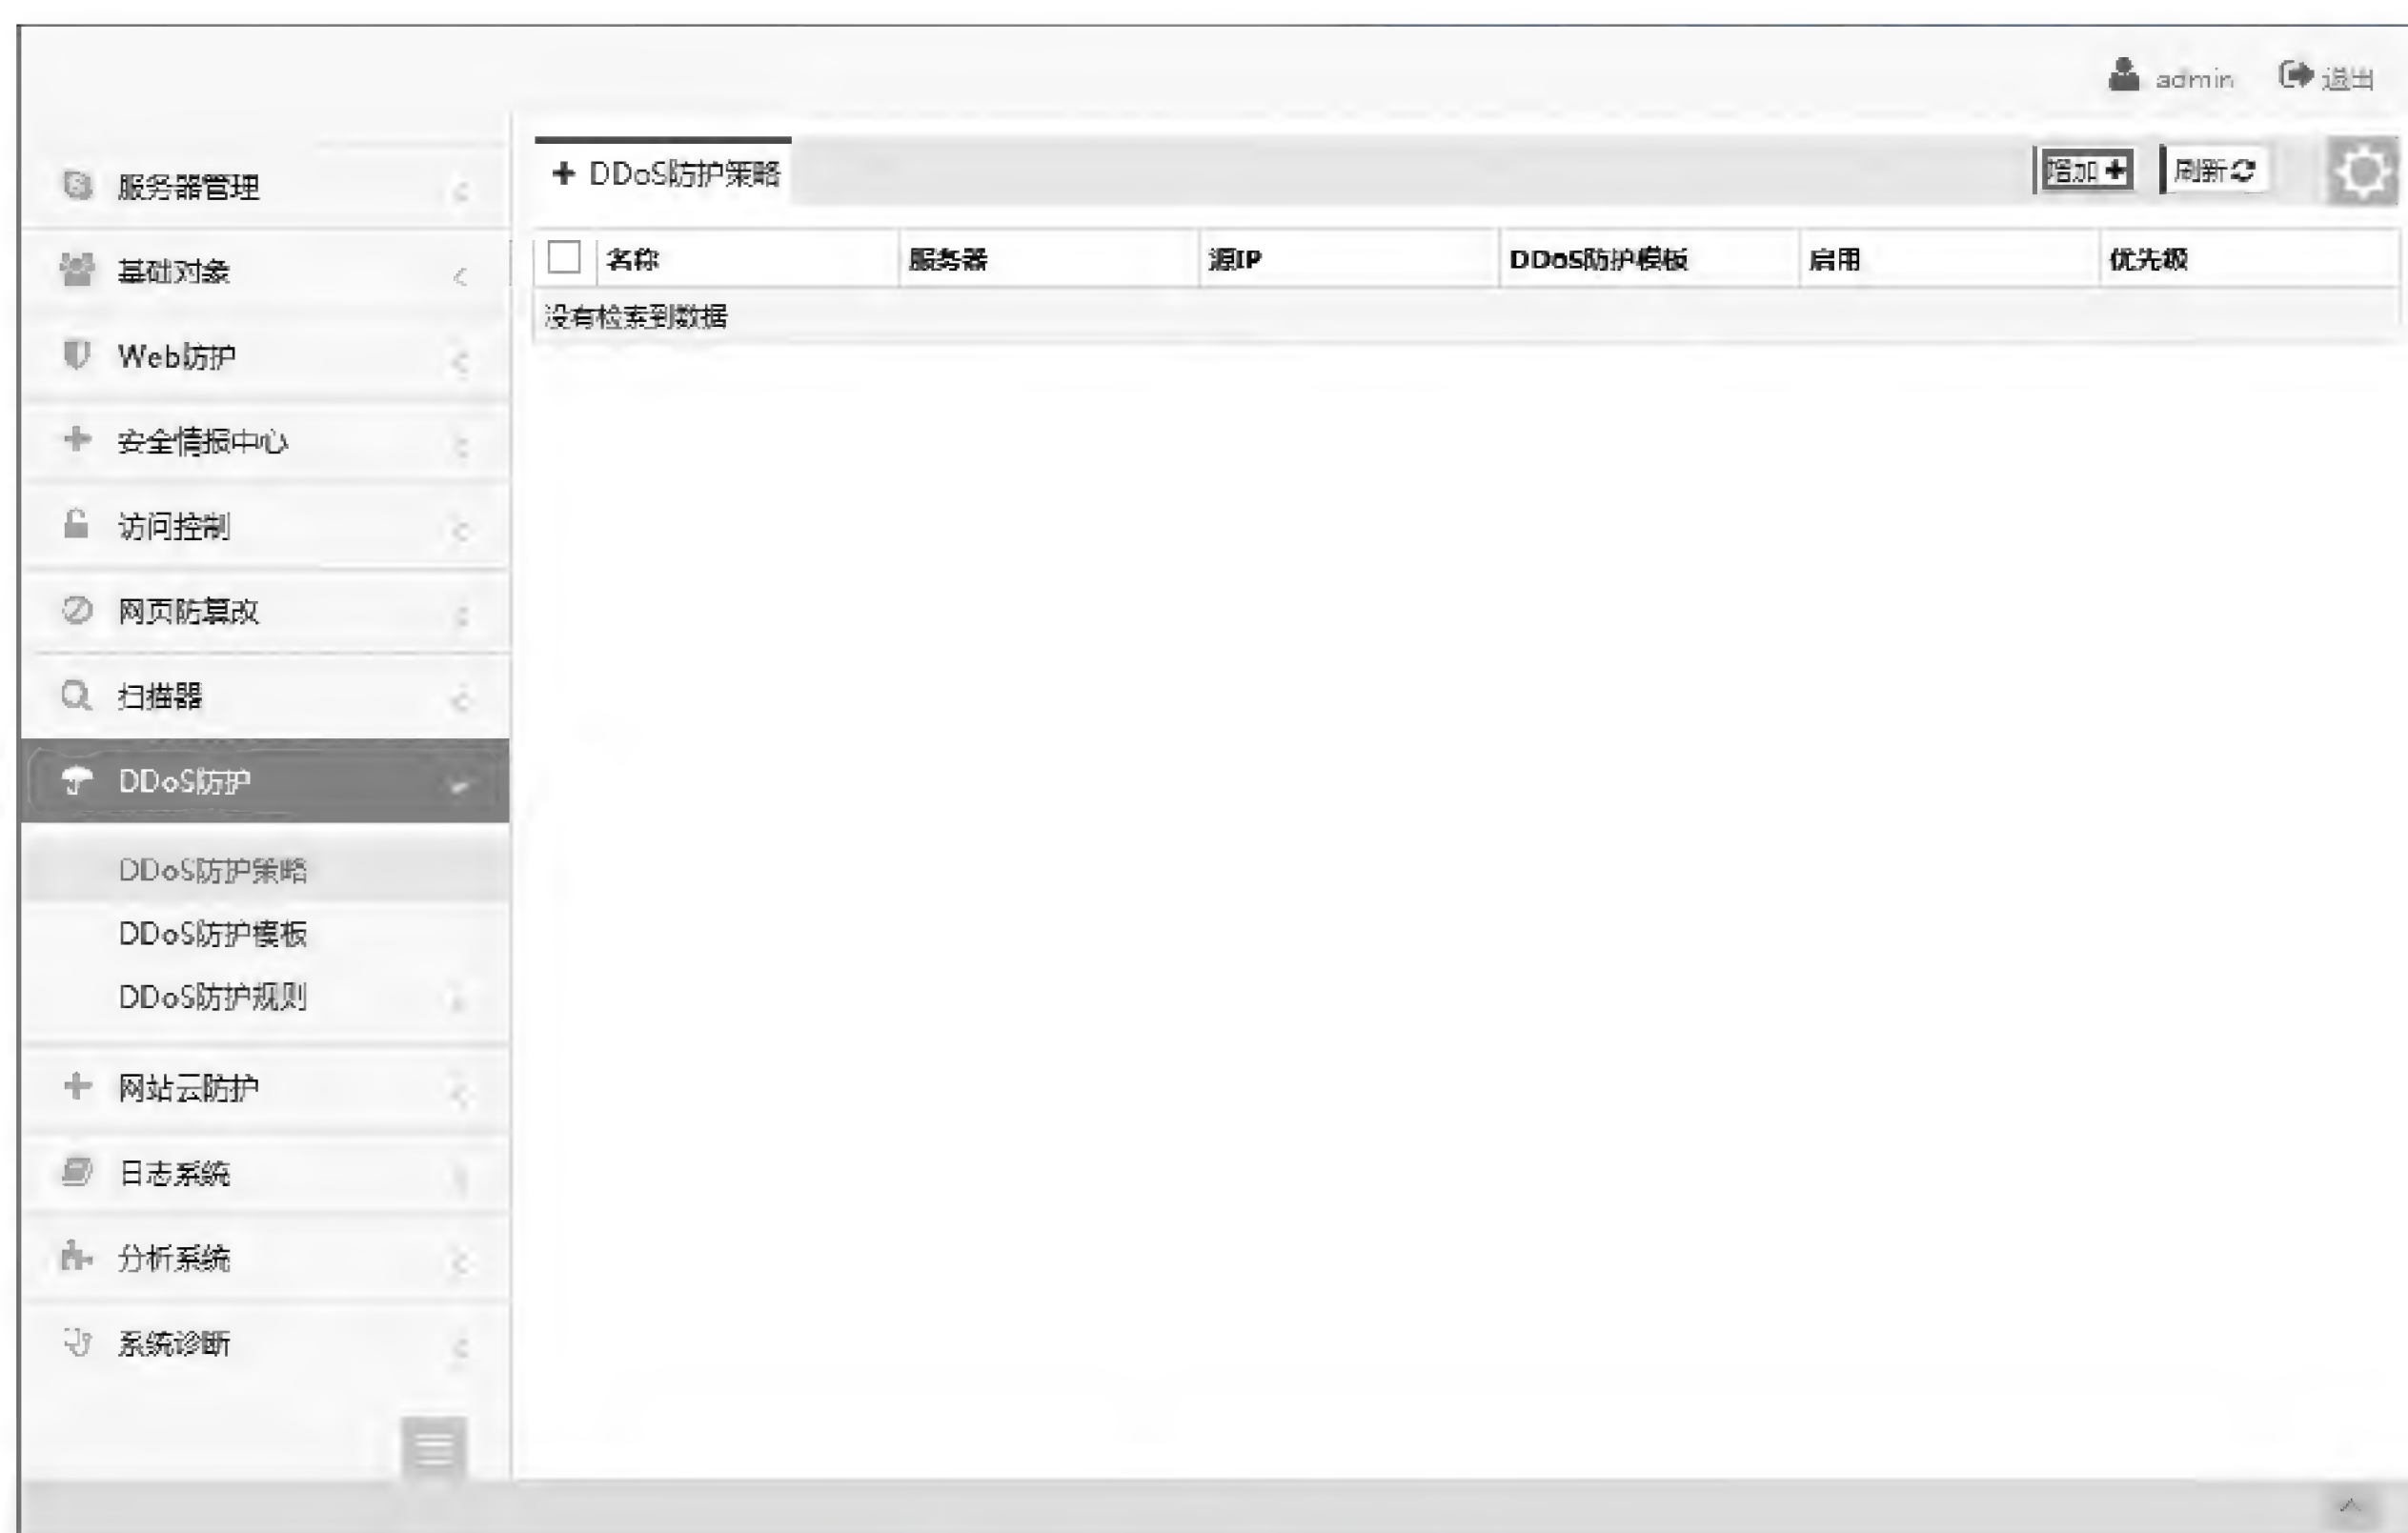 admin 退出
服务器管理
基础对象
Web防护
安全情报中心
访问控制
网页防篡改
扫描器
DDoS防护
DDoS防护策略
DDoS防护模板
DDoS防护规则
网站云防护
日志系统
分析系统
系统诊断
DDoS防护策略 增加 刷新
名称 服务器 源IP DDoS防护模板 启用 优先级
没有检索到数据